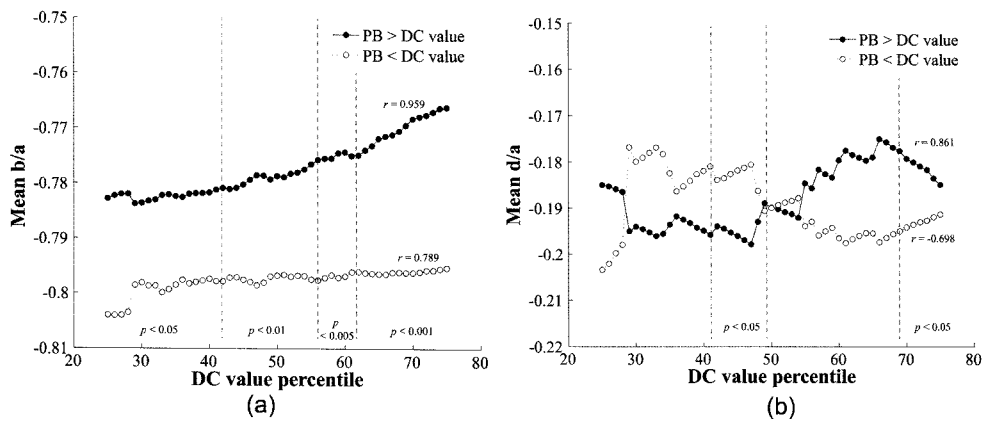 -0.75
-0.76
-0.77
-0.78
-0.79
-0.8
-0.81
Mean b/a
PB > DC value
PB < DC value
r = 0.959
r = 0.789
p < 0.05
p < 0.01
p
< 0.005
p < 0.001
20 30 40 50 60 70 80
DC value percentile
(a)
-0.15
-0.16
-0.17
-0.18
-0.19
-0.2
-0.21
-0.22
Mean d/a
PB > DC value
PB < DC value
r = 0.861
r = -0.698
p < 0.05
p < 0.05
20 30 40 50 60 70 80
DC value percentile
(b)